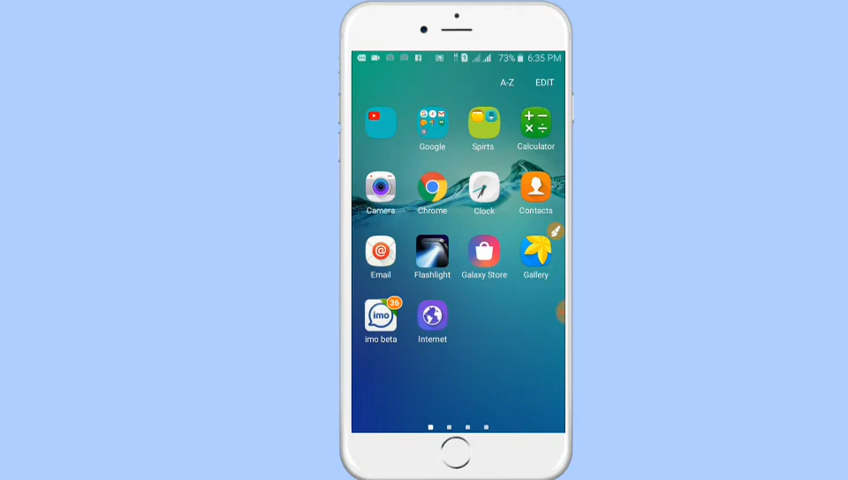 73% 6:35 PM
A-Z EDIT
Google Spirts Calculator
Camera Chrome Clock Contacts
Email Flashlight Galaxy Store Gallery
36
imo
imo beta Internet